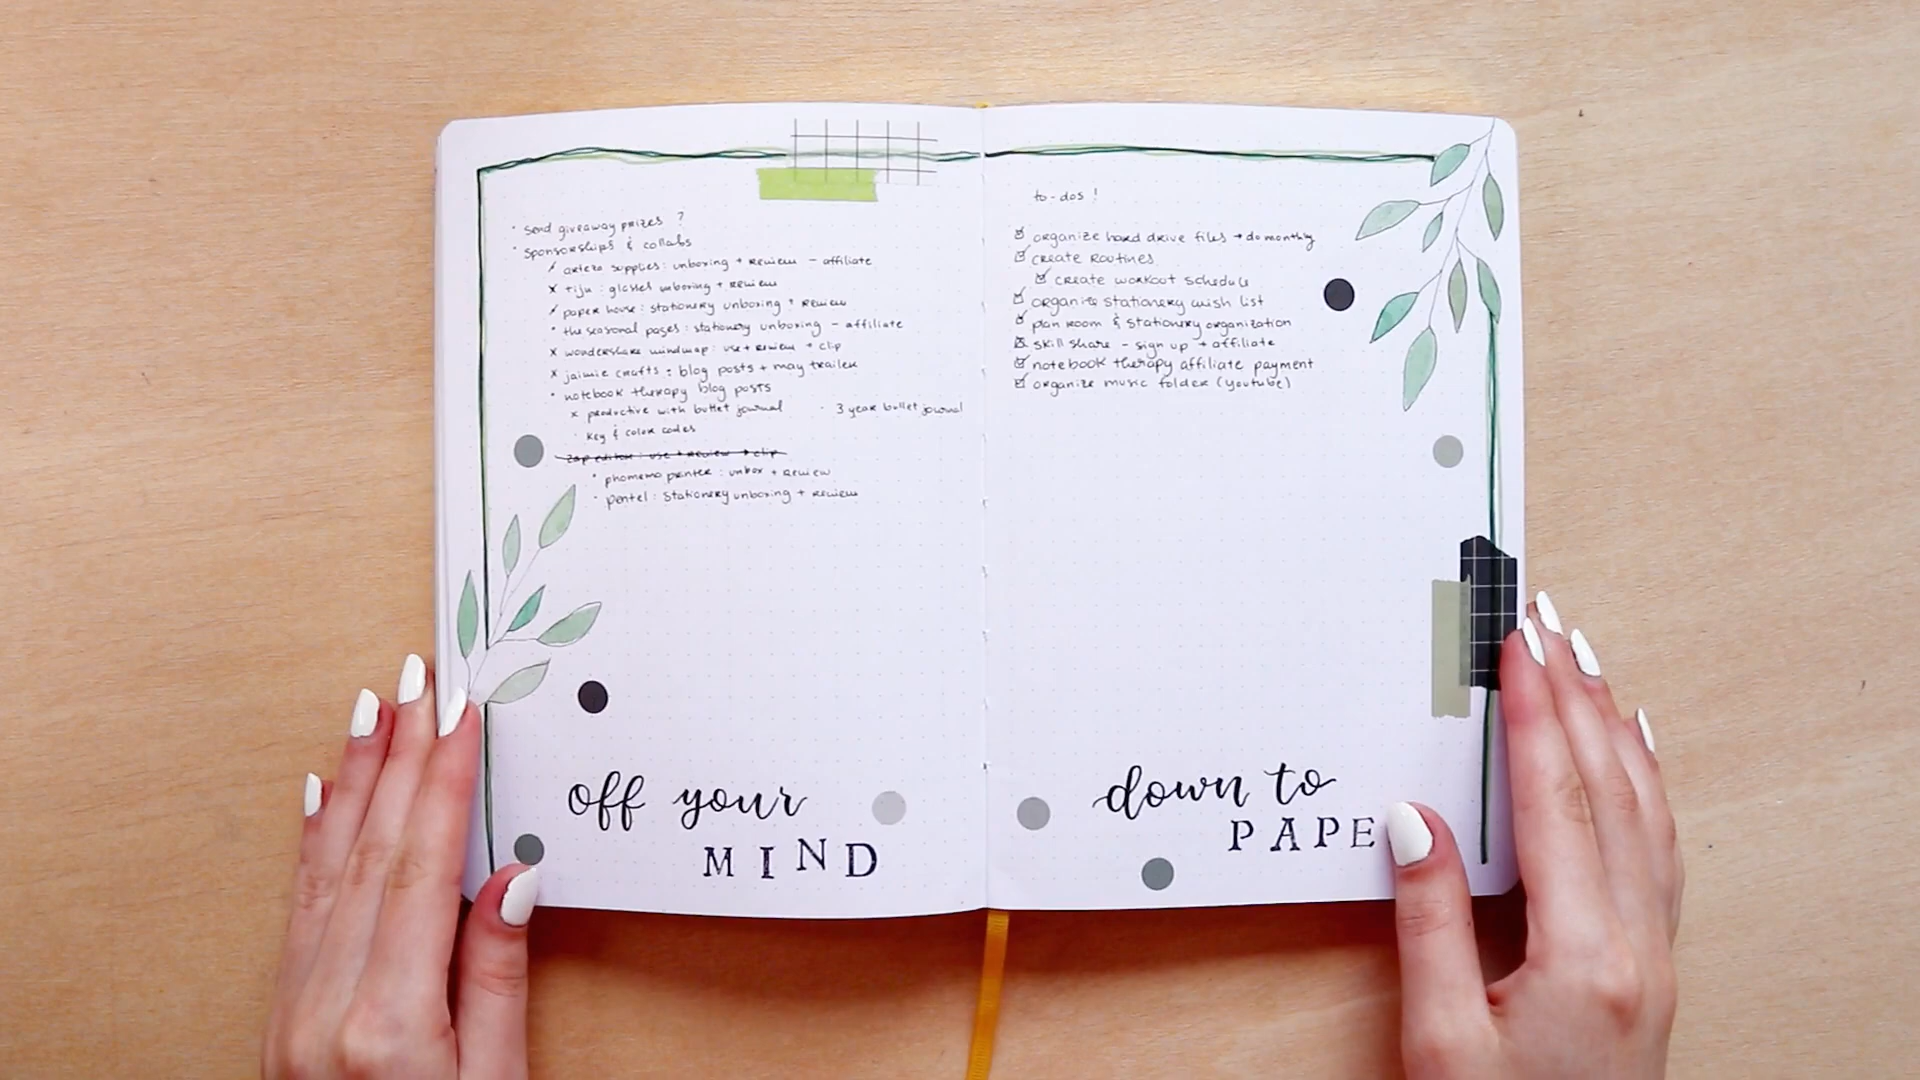 • send giveaway prizes ?
• sponsorships & collabs
/ arteza supplies : unboxing + review – affiliate
x tiju : glasses unboxing + review
/ paper house : stationery unboxing + review
• the seasonal pages : stationery unboxing – affiliate
x wondershare mindmap : use + review + clip
x jaimie crafts : blog posts + may trailer
• notebook therapy blog posts
x productive with bullet journal · 3 year bullet journal
· key & color codes
zap editor : use + review → clip
• phomemo printer : unbox + review
• pentel : stationery unboxing + review
off your
MIND
to-dos !
organize hard drive files → do monthly
create routines
create workout schedule
organize stationery wish list
plan room & stationery organization
skillshare – sign up + affiliate
notebook therapy affiliate payment
organize music folder (youtube)
down to
PAPE